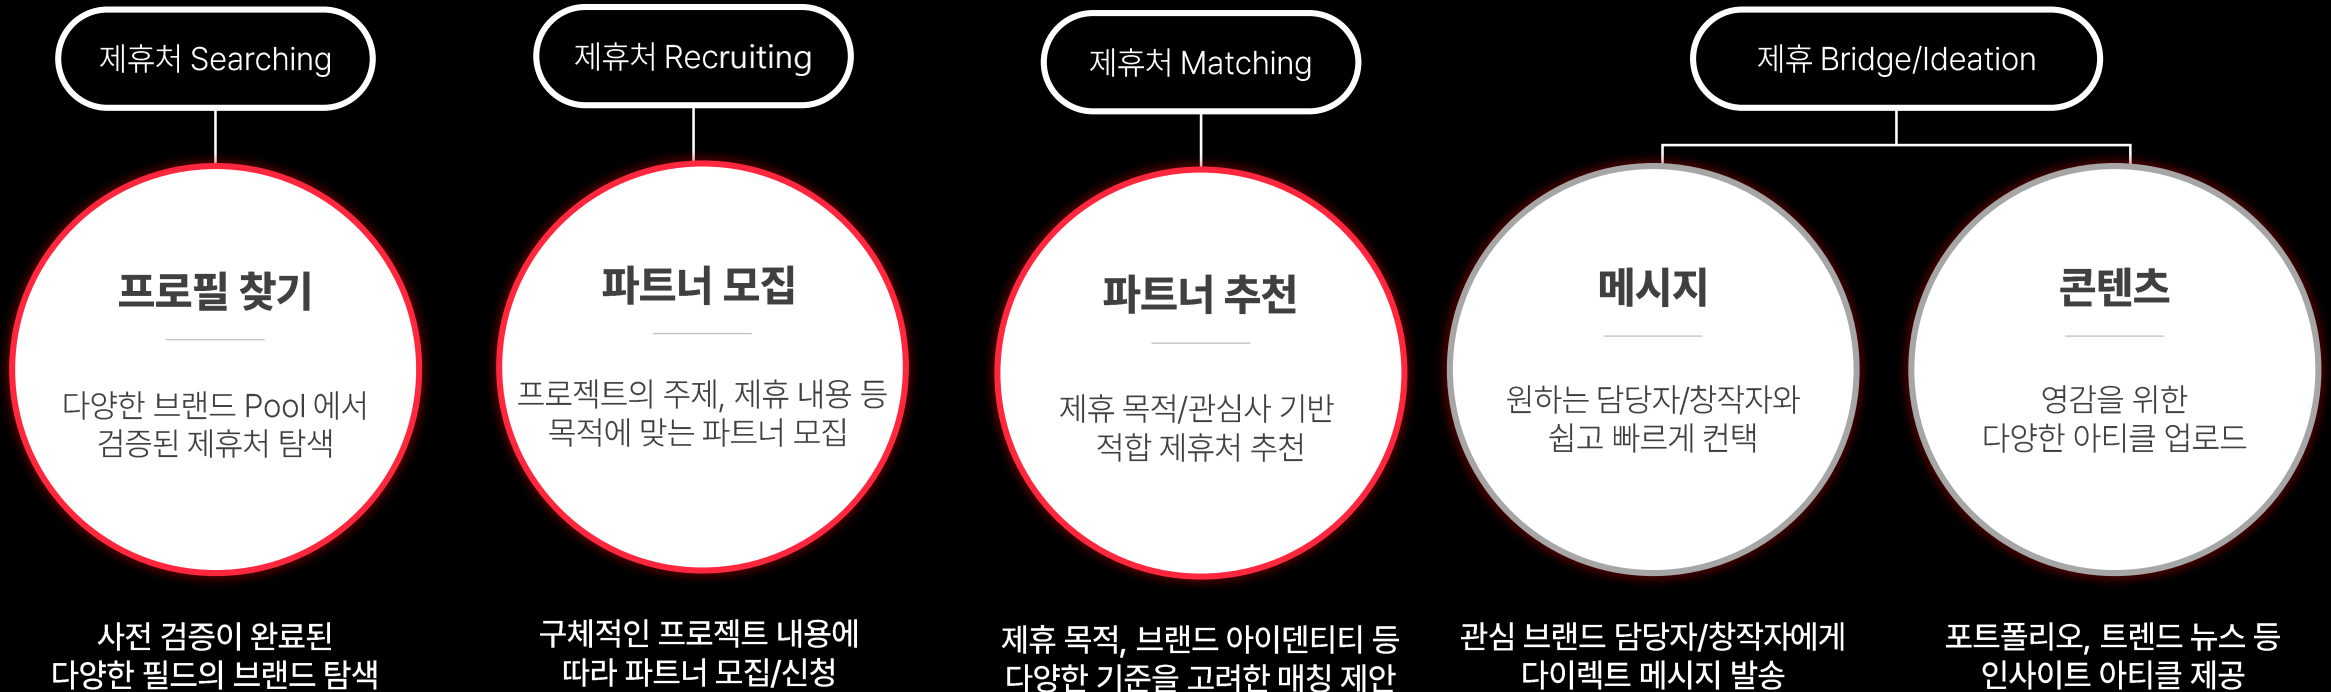 제휴처 Searching
프로필 찾기
다양한 브랜드 Pool 에서
검증된 제휴처 탐색
사전 검증이 완료된
다양한 필드의 브랜드 탐색
제휴처 Recruiting
파트너 모집
프로젝트의 주제, 제휴 내용 등
목적에 맞는 파트너 모집
구체적인 프로젝트 내용에
따라 파트너 모집/신청
제휴처 Matching
파트너 추천
제휴 목적/관심사 기반
적합 제휴처 추천
제휴 목적, 브랜드 아이덴티티 등
다양한 기준을 고려한 매칭 제안
제휴 Bridge/Ideation
메시지
원하는 담당자/창작자와
쉽고 빠르게 컨택
관심 브랜드 담당자/창작자에게
다이렉트 메시지 발송
콘텐츠
영감을 위한
다양한 아티클 업로드
포트폴리오, 트렌드 뉴스 등
인사이트 아티클 제공